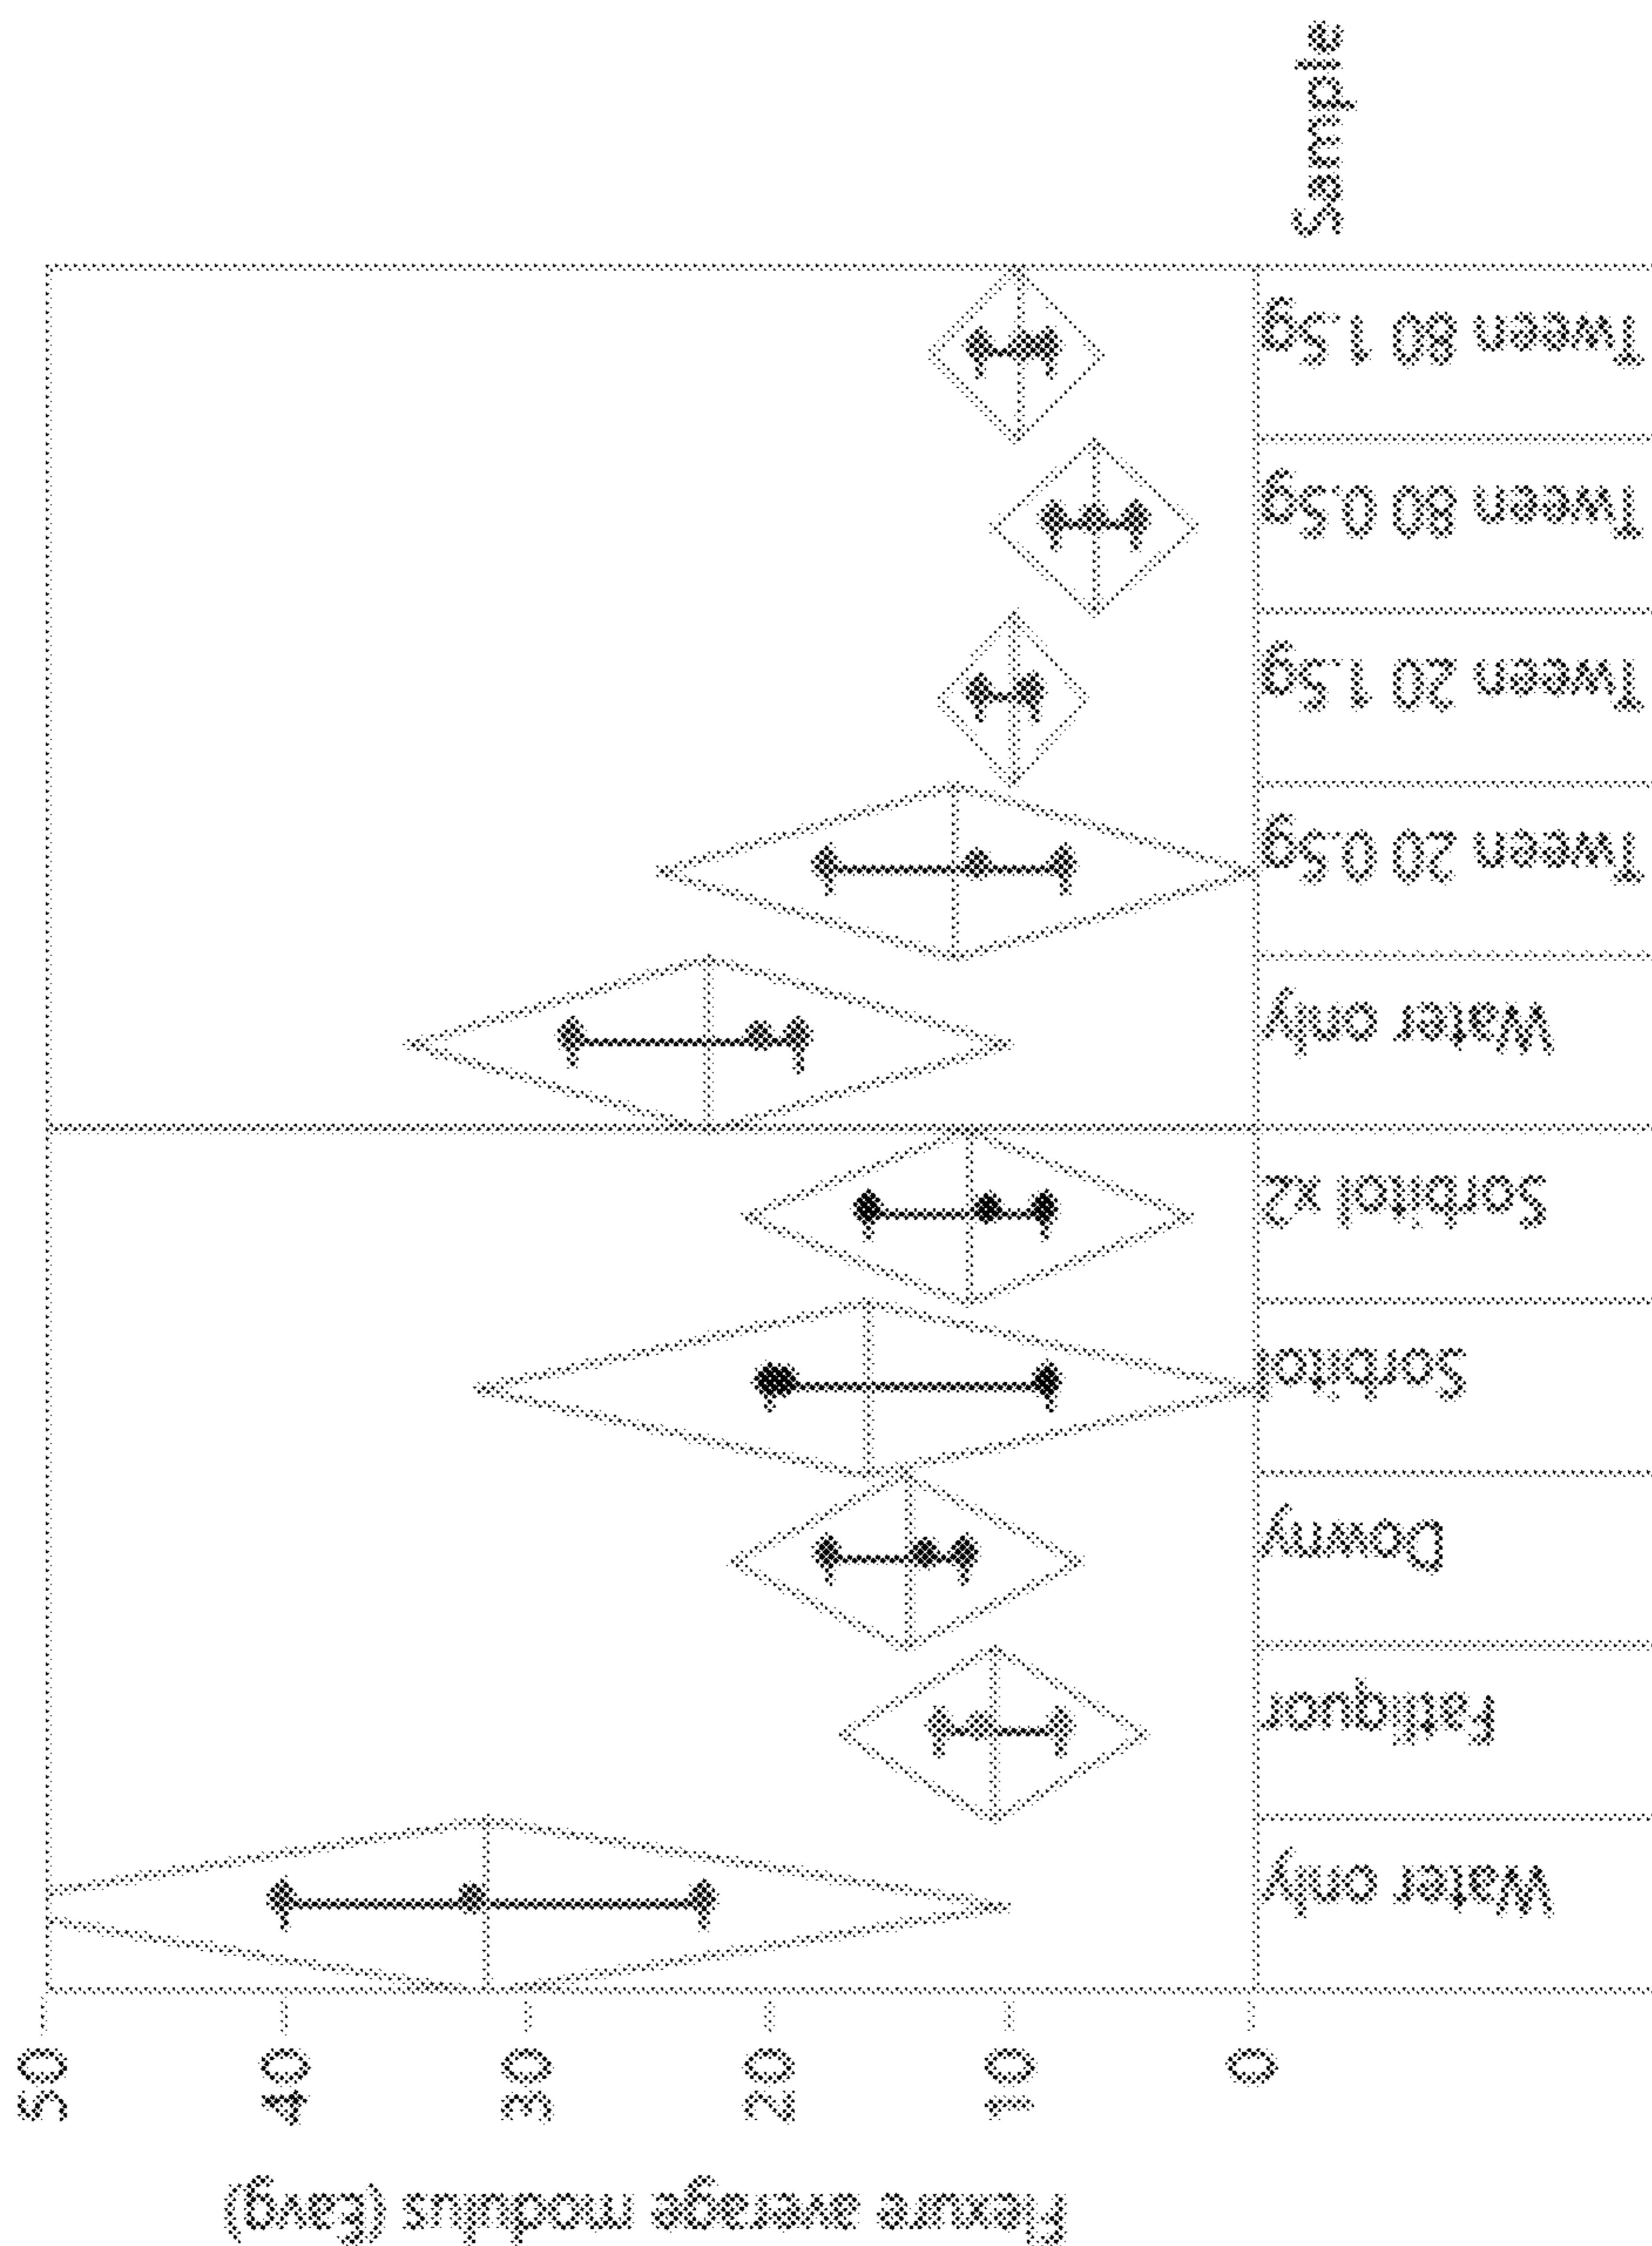 Flexure average modulus (Eavg)
50
40
30
20
10
0
Water only
Fatliquor
Downy
Sorbitol
Sorbitol x2
Water only
Tween 20 0.5g
Tween 20 1.5g
Tween 80 0.5g
Tween 80 1.5g
Sample